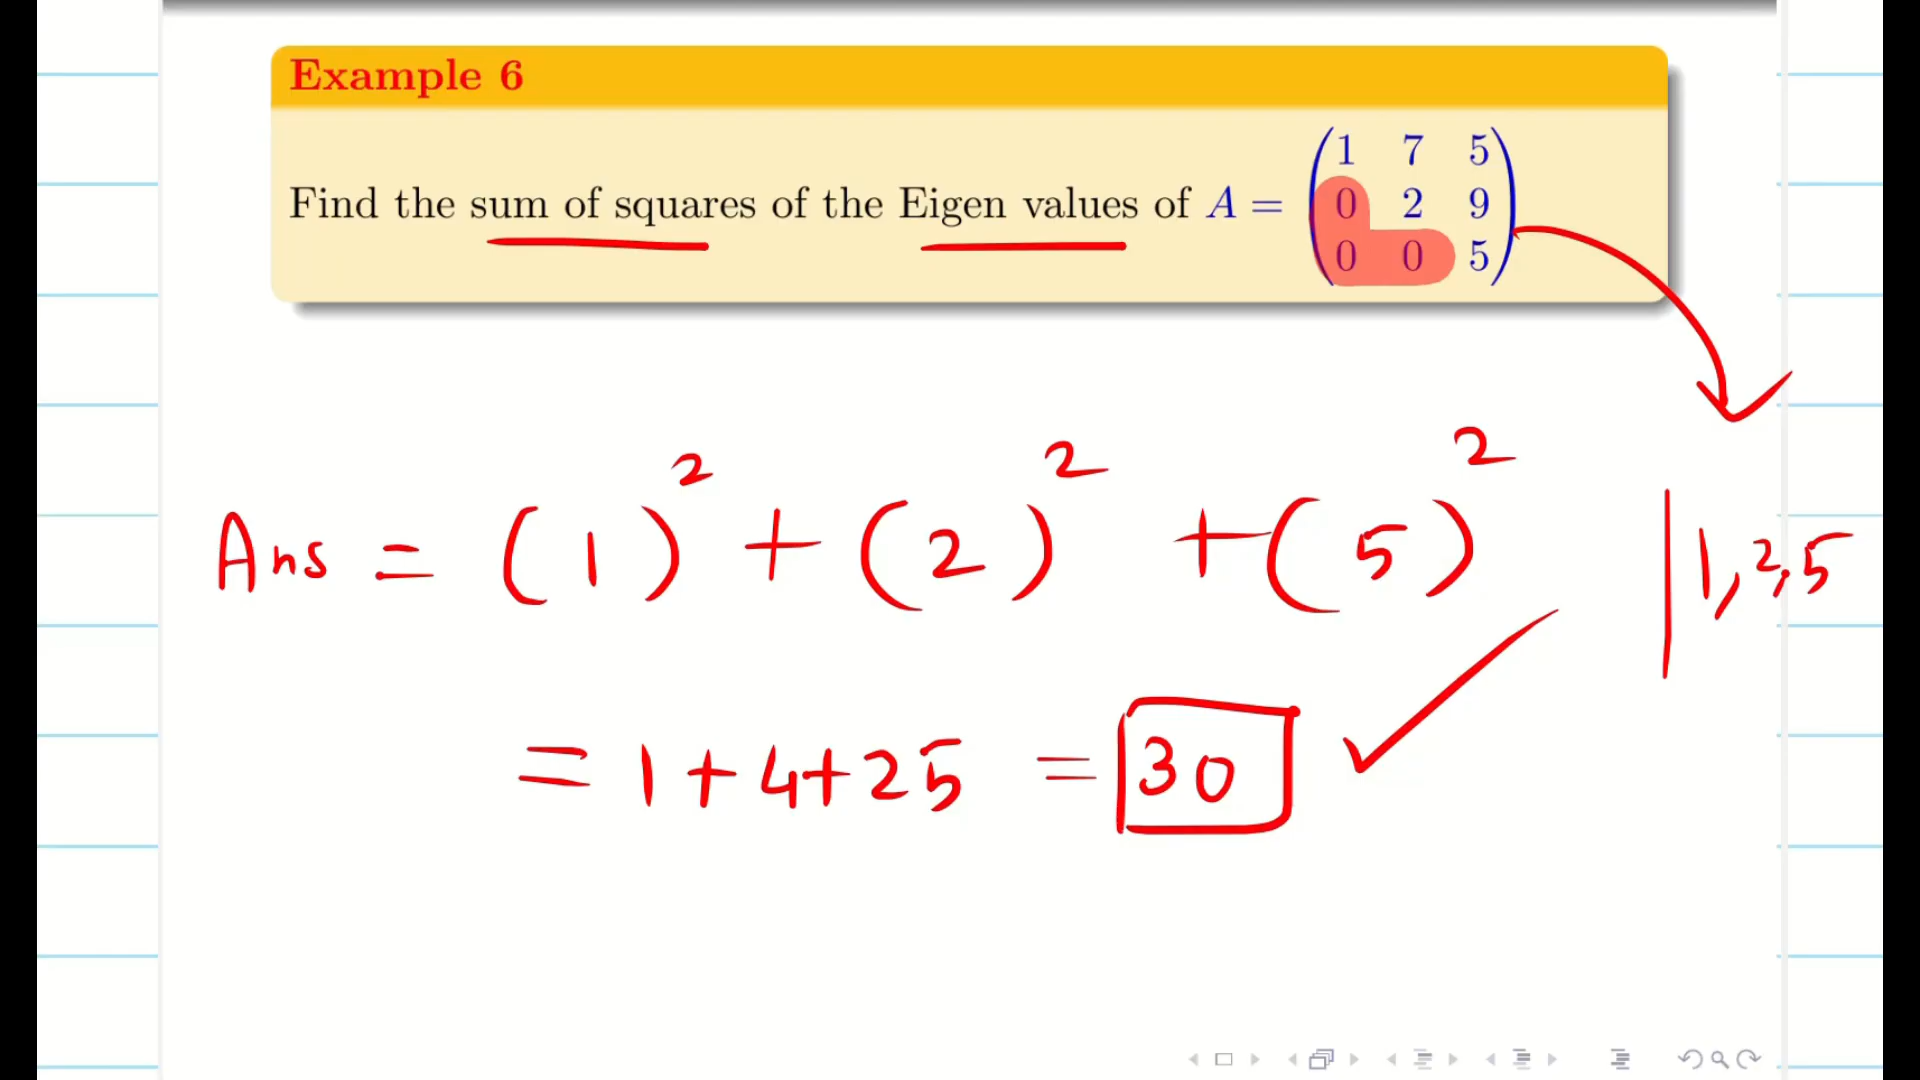 Example 6
Find the sum of squares of the Eigen values of A =
1 7 5
0 2 9
0 0 5
Ans = (1)² + (2)² + (5)²
1, 2, 5
= 1 + 4 + 25 = 30